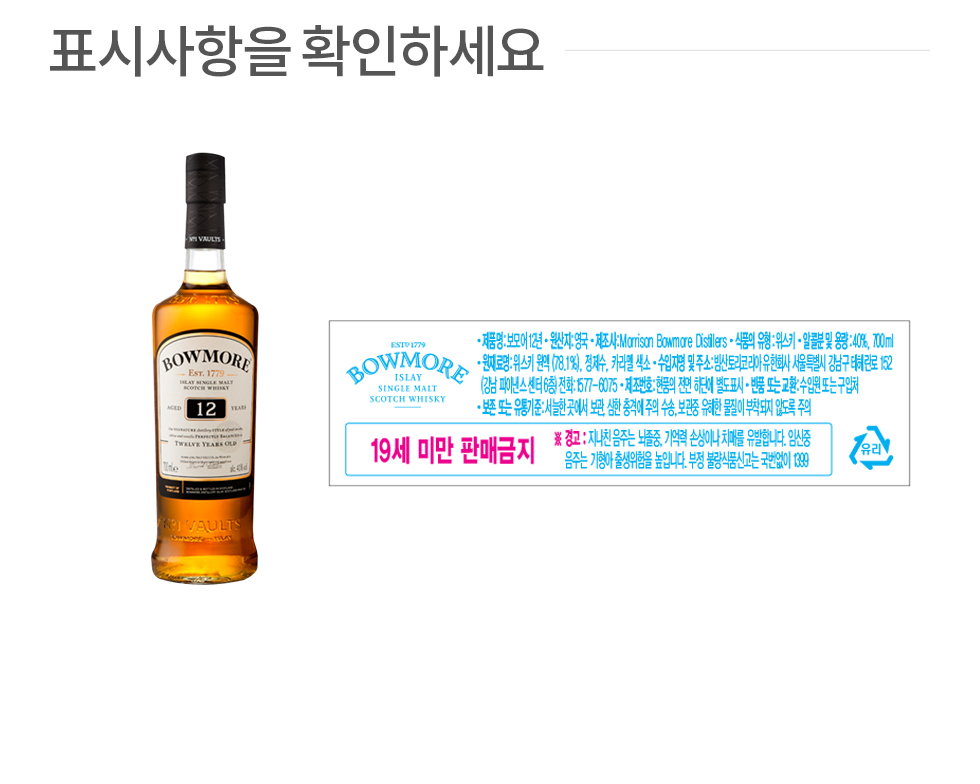 표시사항을 확인하세요
Nº1 VAULTS
BOWMORE
EST. 1779
ISLAY SINGLE MALT
SCOTCH WHISKY
AGED 12 YEARS
TWELVE YEARS OLD
700ml e alc. 40%
Nº1 VAULTS
BOWMORE ISLAY
ESTD 1779
BOWMORE
ISLAY
SINGLE MALT
SCOTCH WHISKY
• 제품명: 보모어 12년 • 원산지: 영국 • 제조사:Morrison Bowmore Distillers • 식품의 유형 : 위스키 • 알콜분 및 용량 : 40%, 700ml
• 원재료명: 위스키 원액 (78.1%), 정제수, 카라멜 색소 • 수입자명 및 주소: 빔산토리코리아 유한회사 서울특별시 강남구 테헤란로 152
(강남 파이낸스 센터 6층) 전화: 1577-6075 • 제조번호: 현품의 전면 하단에 별도표시 • 반품 또는 교환: 수입원 또는 구입처
• 보존 또는 유통기준: 서늘한 곳에서 보관 심한 충격에 주의 수송, 보관중 유해한 물질이 부착되지 않도록 주의
19세 미만 판매금지
※ 경고 : 지나친 음주는 뇌졸중, 기억력 손상이나 치매를 유발합니다. 임신중
음주는 기형아 출생위험을 높입니다. 부정 불량식품신고는 국번없이 1399
유리